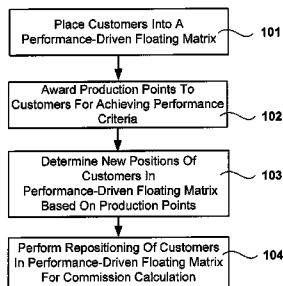 Place Customers Into A
Performance-Driven Floating Matrix
101
Award Production Points To
Customers For Achieving Performance
Criteria
102
Determine New Positions Of
Customers In
Performance-Driven Floating Matrix
Based On Production Points
103
Perform Repositioning Of Customers
In Performance-Driven Floating Matrix
For Commission Calculation
104